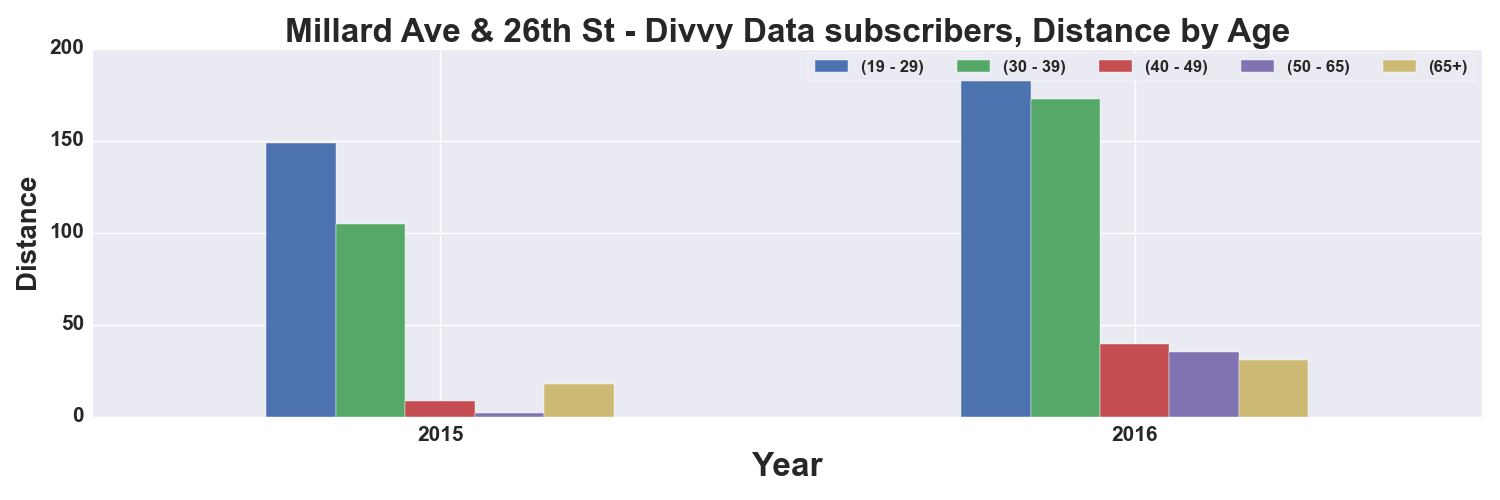 Millard Ave & 26th St - Divvy Data subscribers, Distance by Age
(19 - 29) (30 - 39) (40 - 49) (50 - 65) (65+)
200
150
100
50
0
Distance
2015 2016
Year